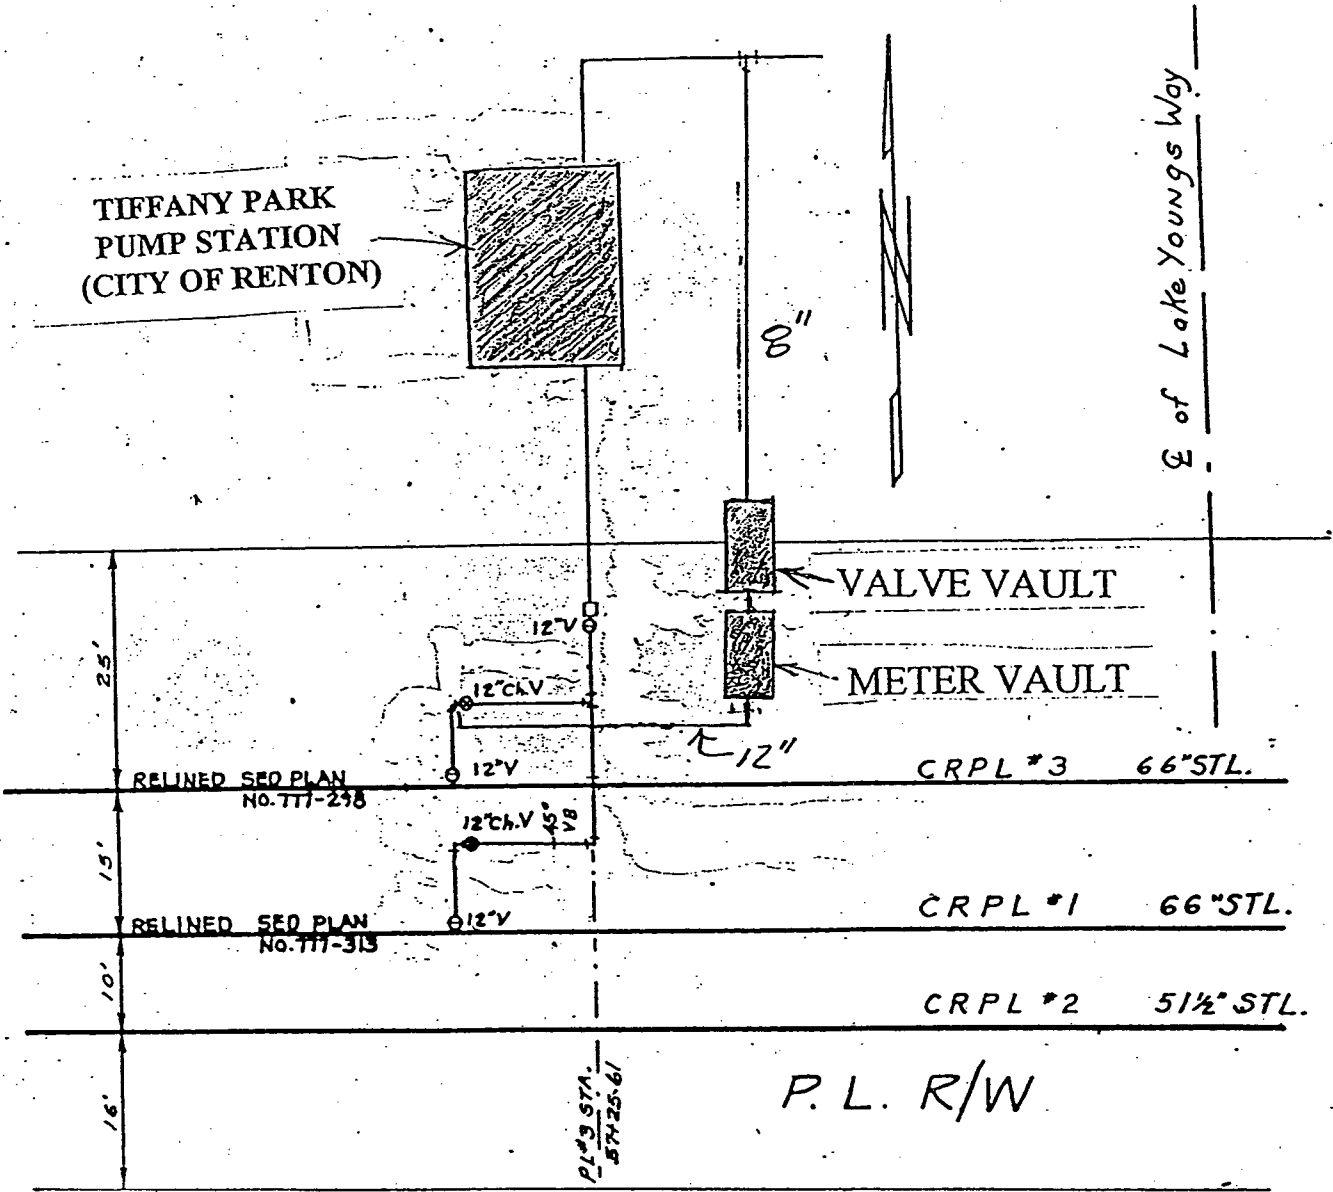 TIFFANY PARK
PUMP STATION
(CITY OF RENTON)
8"
℄ of Lake Youngs Way
VALVE VAULT
12"V
25'
METER VAULT
12"Ch.V
12"
12"V
CRPL #3 66"STL.
RELINED SED PLAN
NO. 777-298
12"Ch.V
45°
VB
15'
CRPL #1 66"STL.
RELINED SED PLAN
NO. 777-313
12"V
10'
CRPL #2 51½" STL.
16'
PL#3 STA.
P. L. R/W